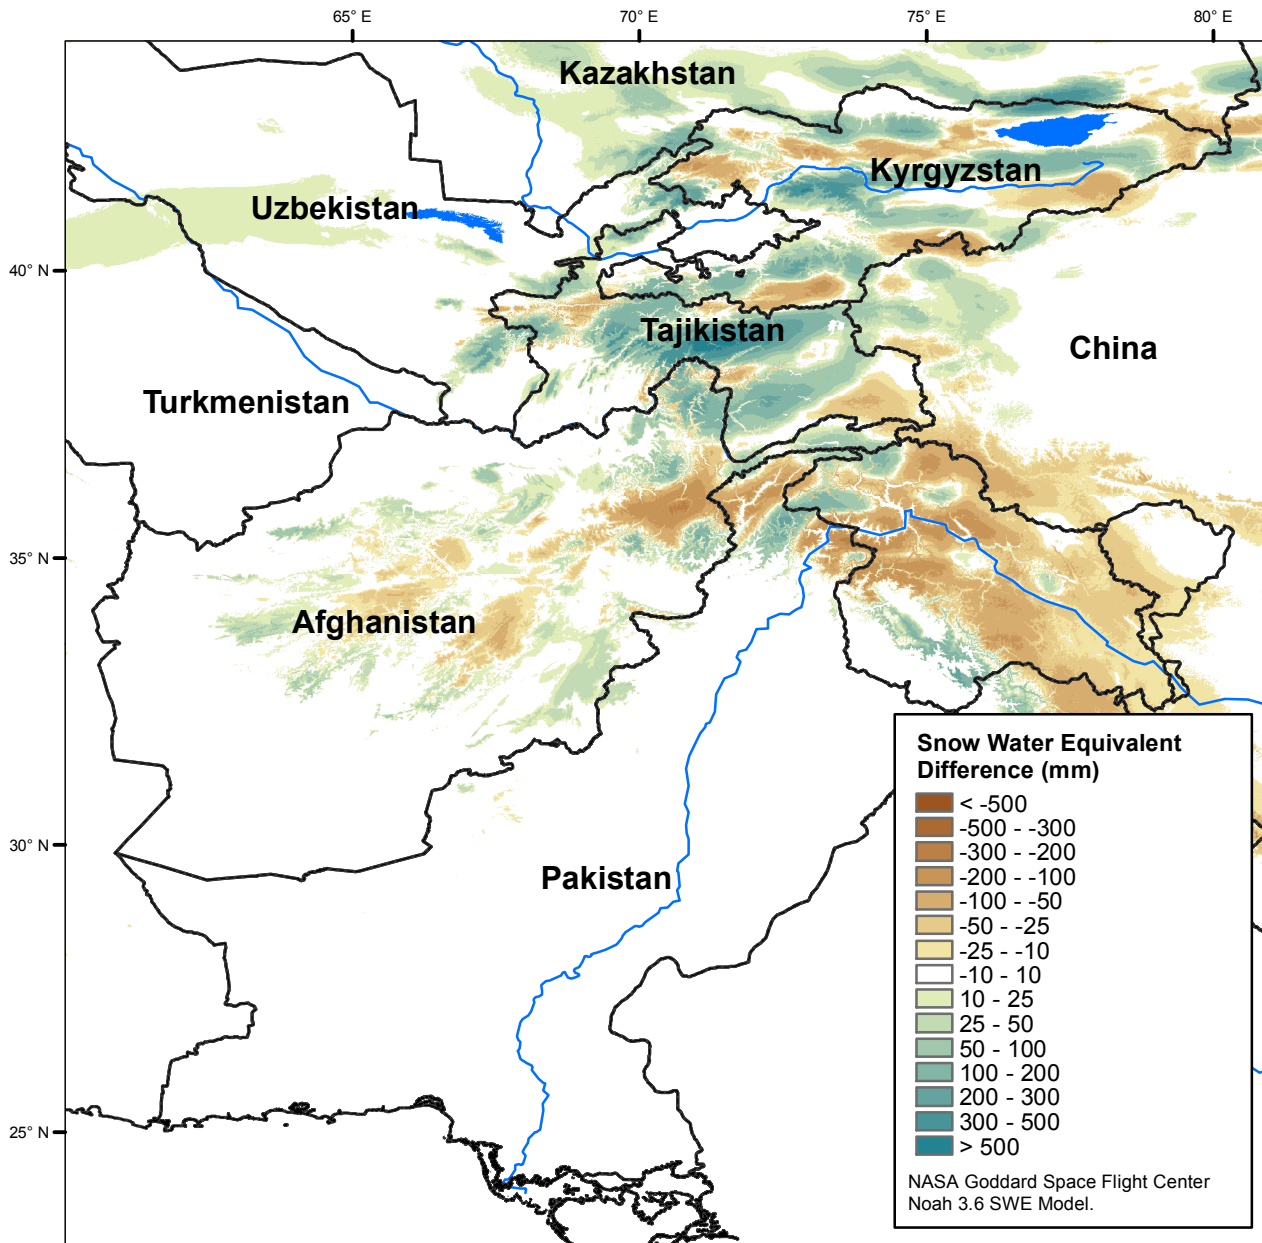 65° E
70° E
75° E
80° E
Kazakhstan
Kyrgyzstan
Uzbekistan
40° N
Tajikistan
China
Turkmenistan
35° N
Afghanistan
Snow Water Equivalent
Difference (mm)
< -500
-500 - -300
-300 - -200
-200 - -100
-100 - -50
-50 - -25
-25 - -10
-10 - 10
10 - 25
25 - 50
50 - 100
100 - 200
200 - 300
300 - 500
> 500
30° N
Pakistan
25° N
NASA Goddard Space Flight Center
Noah 3.6 SWE Model.